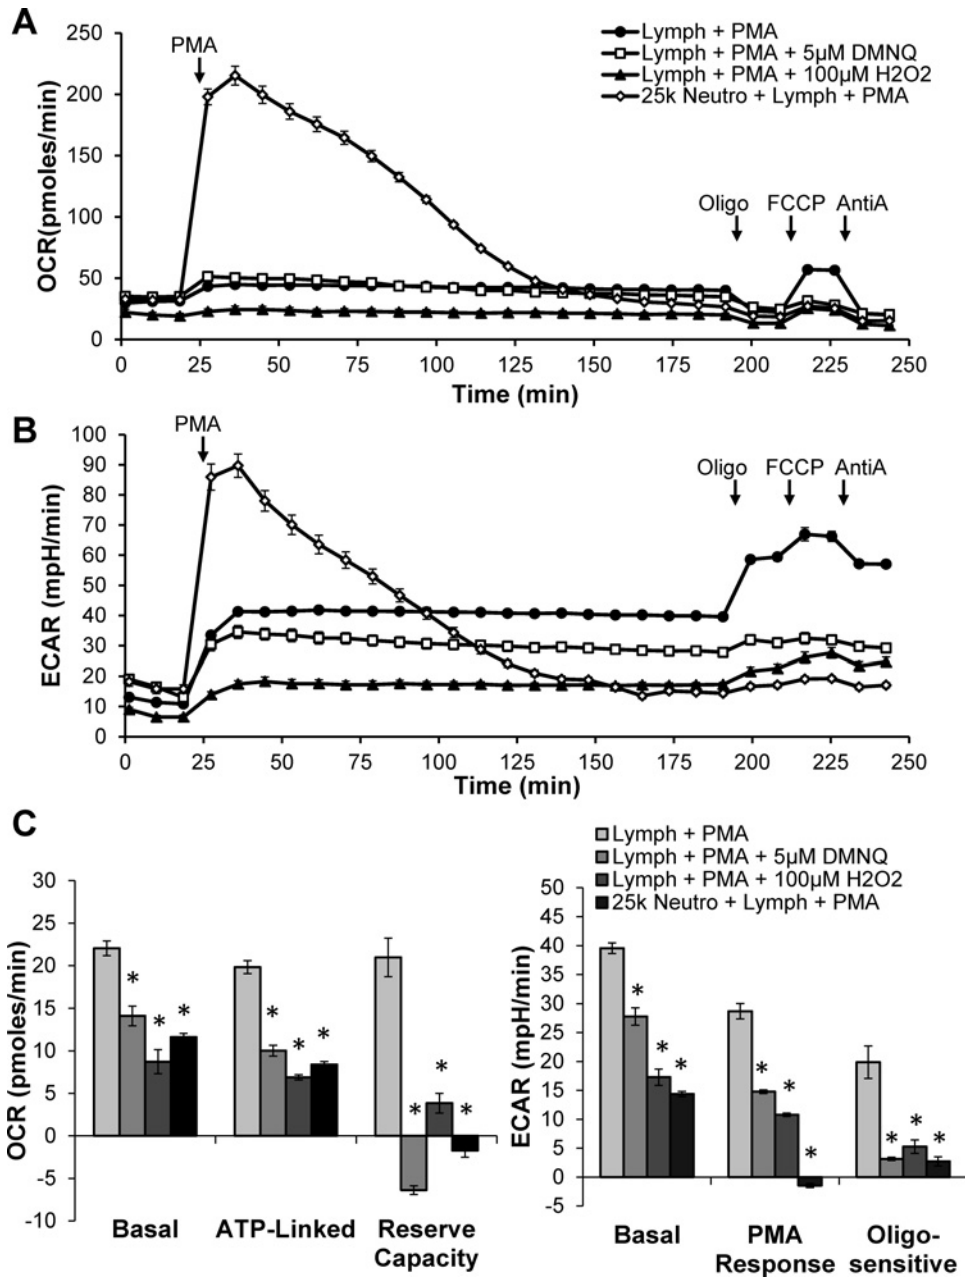 A
250
200
150
100
50
0
OCR(pmoles/min)
PMA
Lymph + PMA
Lymph + PMA + 5µM DMNQ
Lymph + PMA + 100µM H2O2
25k Neutro + Lymph + PMA
Oligo FCCP AntiA
0 25 50 75 100 125 150 175 200 225 250
Time (min)
B
100
90
80
70
60
50
40
30
20
10
0
ECAR (mpH/min)
PMA
Oligo FCCP AntiA
0 25 50 75 100 125 150 175 200 225 250
Time (min)
C
30
25
20
15
10
5
0
-5
-10
OCR (pmoles/min)
* * *
* * *
* * *
Basal ATP-Linked Reserve
Capacity
Lymph + PMA
Lymph + PMA + 5µM DMNQ
Lymph + PMA + 100µM H2O2
25k Neutro + Lymph + PMA
50
45
40
35
30
25
20
15
10
5
0
-5
ECAR (mpH/min)
* * *
* * *
* * *
Basal PMA Oligo-
Response sensitive